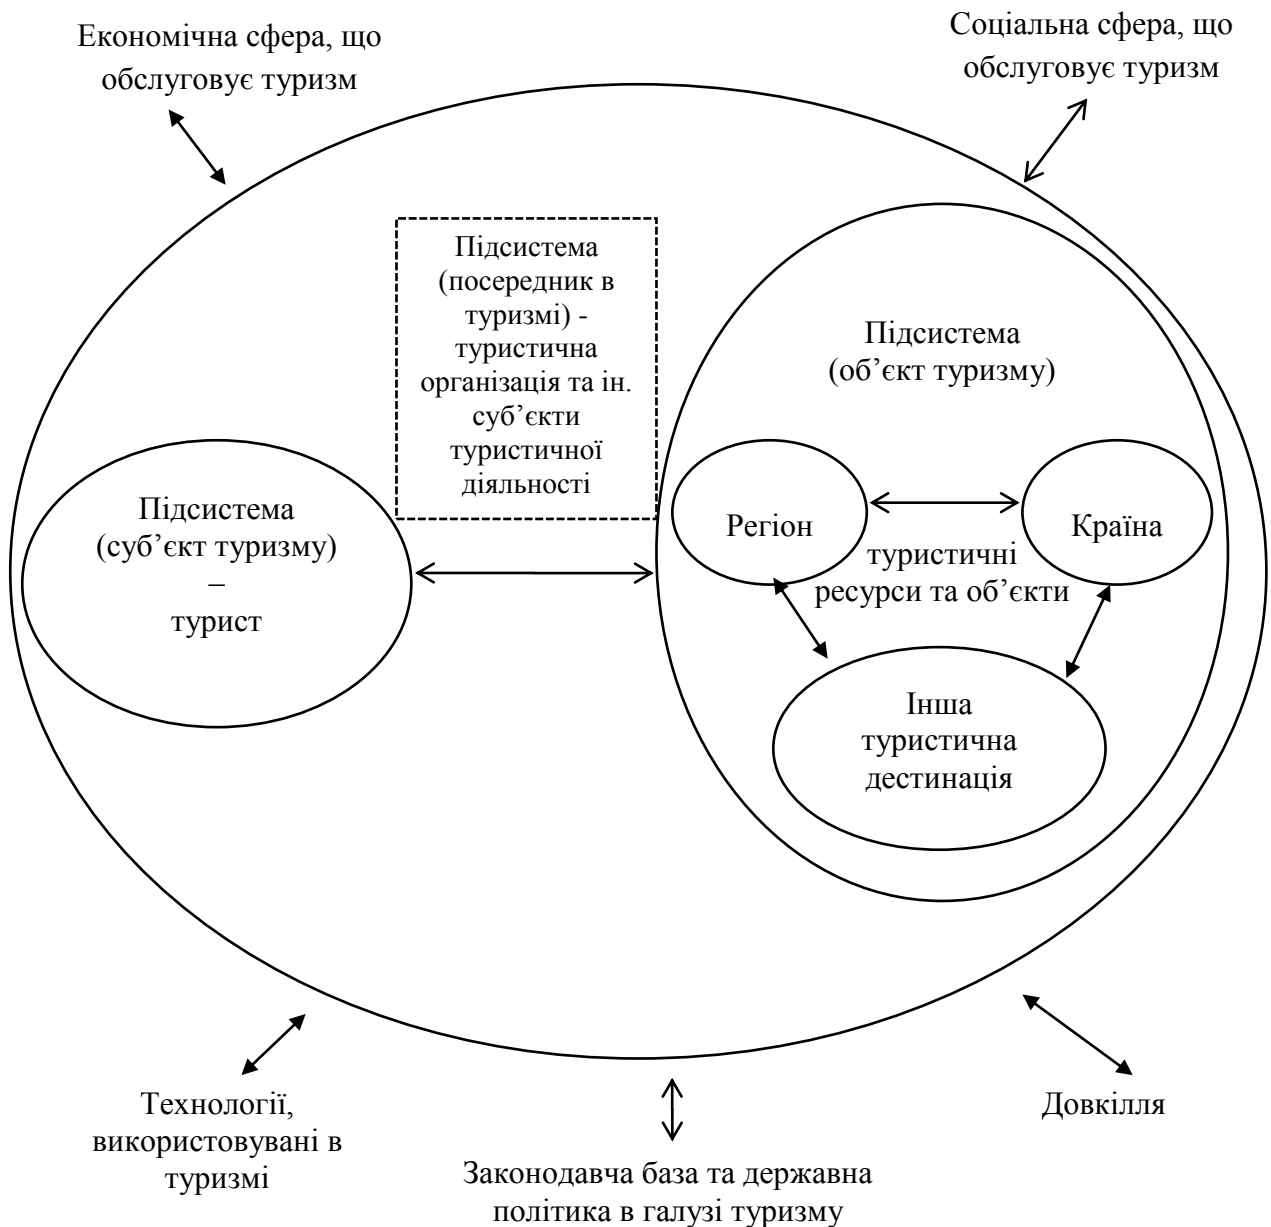 Економічна сфера, що
обслуговує туризм
Соціальна сфера, що
обслуговує туризм
Підсистема
(посередник в
туризмі) -
туристична
організація та ін.
суб’єкти
туристичної
діяльності
Підсистема
(об’єкт туризму)
Підсистема
(суб’єкт туризму)
–
турист
Регіон
Країна
туристичні
ресурси та об’єкти
Інша
туристична
дестинація
Технології,
використовувані в
туризмі
Законодавча база та державна
політика в галузі туризму
Довкілля